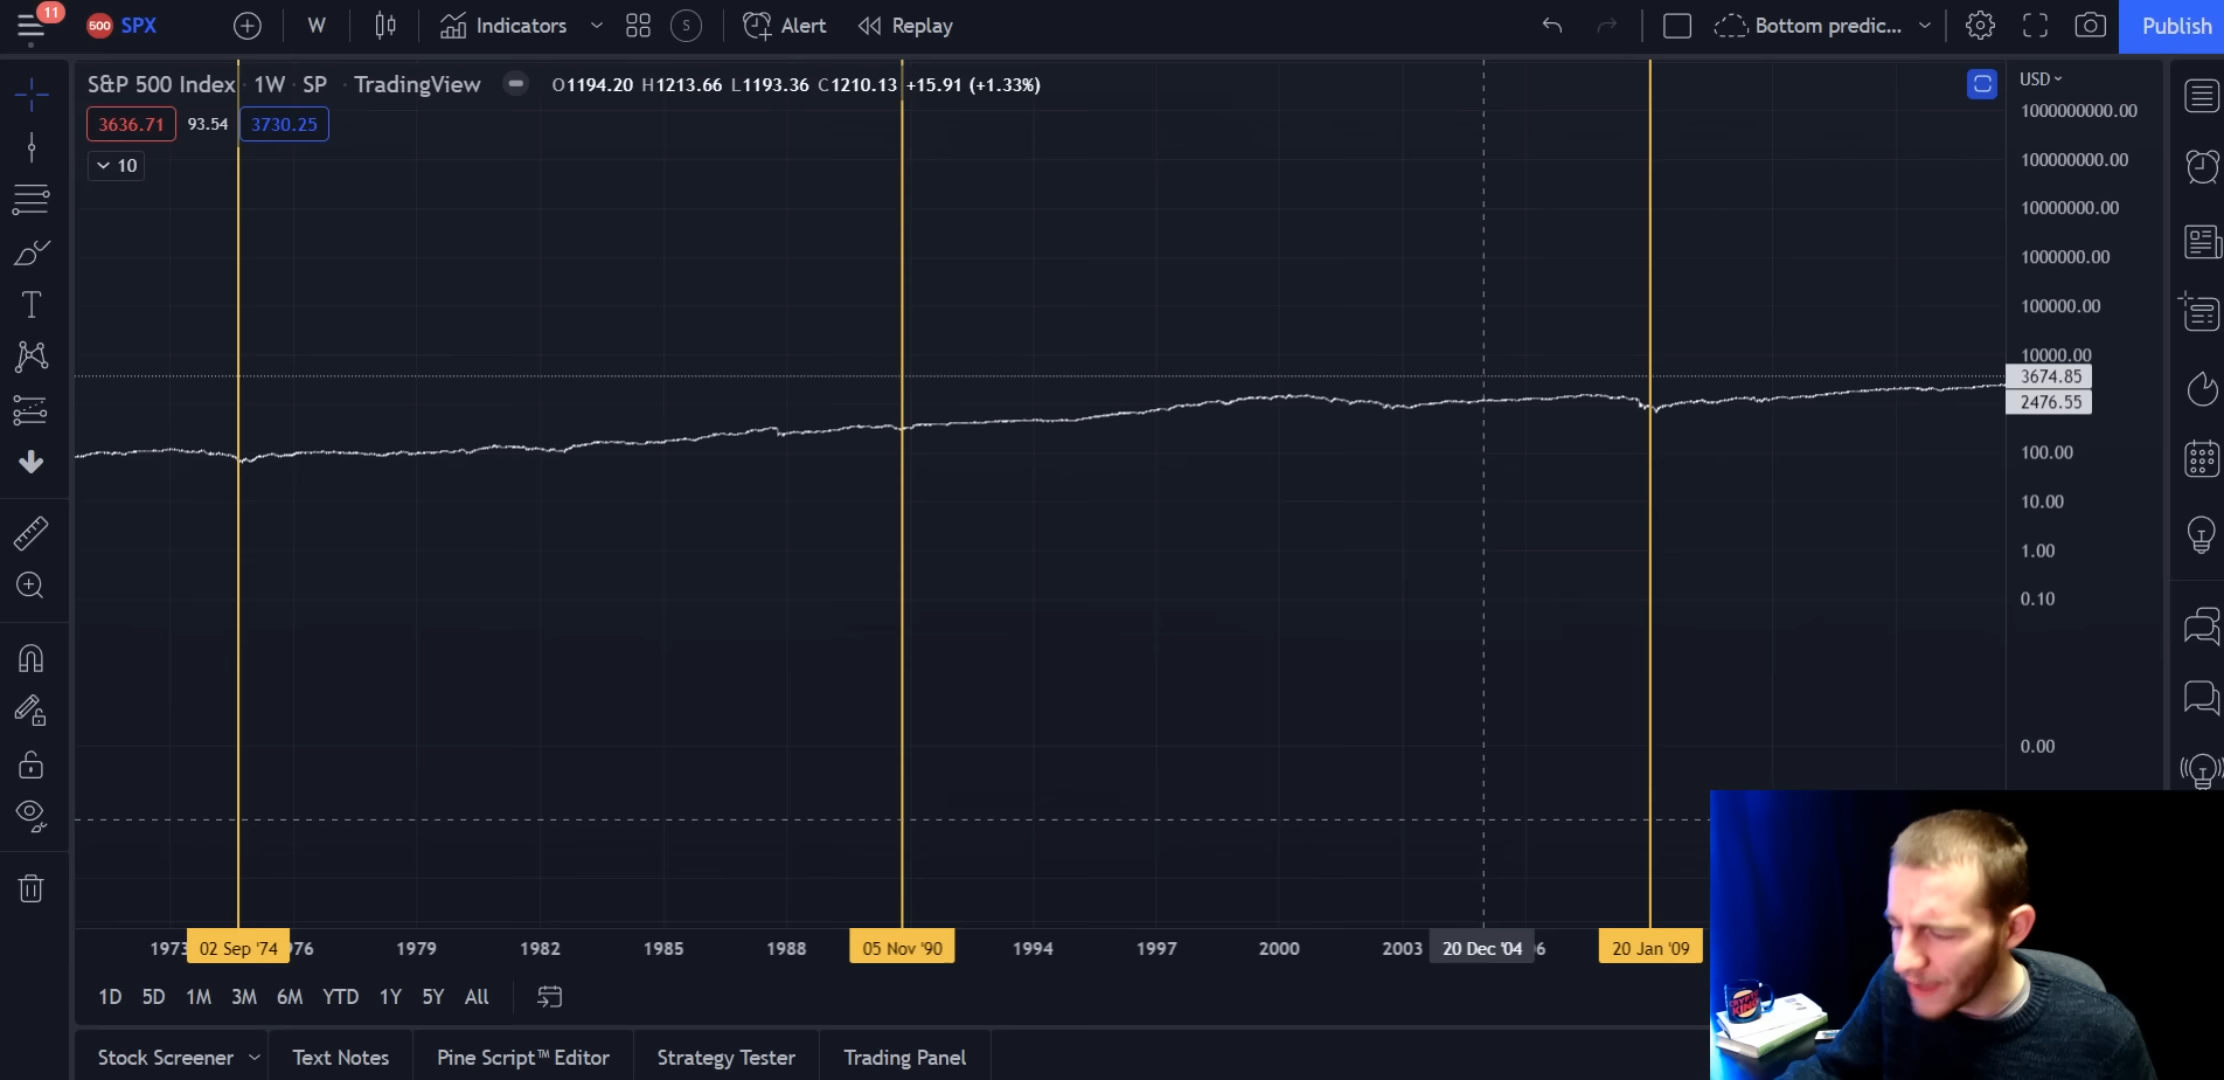 11
500 SPX W Indicators S Alert Replay Bottom predic... Publish
S&P 500 Index 1W SP · TradingView O1194.20 H1213.66 L1193.36 C1210.13 +15.91 (+1.33%)
USD
3636.71 93.54 3730.25
10
1000000000.00
100000000.00
10000000.00
1000000.00
100000.00
10000.00
3674.85
2476.55
100.00
10.00
1.00
0.10
0.00
1973 02 Sep '74 76 1979 1982 1985 1988 05 Nov '90 1994 1997 2000 2003 20 Dec '04 6 20 Jan '09
1D 5D 1M 3M 6M YTD 1Y 5Y All
Stock Screener Text Notes Pine Script™ Editor Strategy Tester Trading Panel